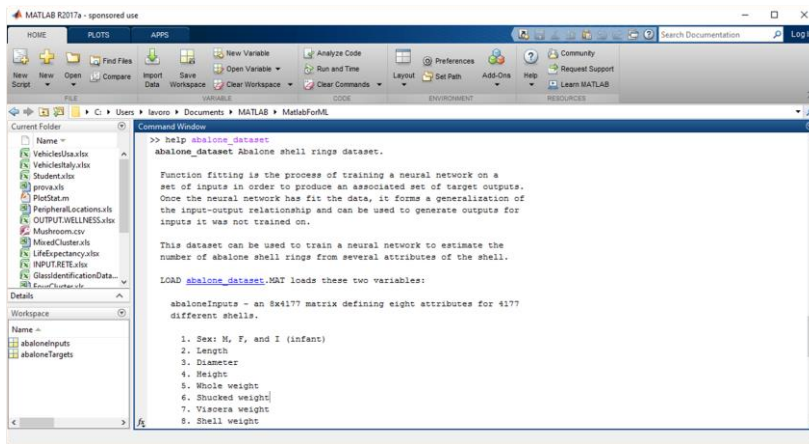 MATLAB R2017a - sponsored use
HOME PLOTS APPS
Search Documentation
Log I
New Script
New
Open
Find Files
Compare
Import Data
Save Workspace
New Variable
Open Variable
Clear Workspace
Analyze Code
Run and Time
Clear Commands
Layout
Preferences
Set Path
Add-Ons
Help
Community
Request Support
Learn MATLAB
FILE VARIABLE CODE ENVIRONMENT RESOURCES
C: Users lavoro Documents MATLAB MatlabForML
Current Folder
Name
VehiclesUsa.xlsx
VehiclesItaly.xlsx
Student.xlsx
prova.xls
PlotStat.m
PeripheralLocations.xls
OUTPUT.WELLNESS.xlsx
Mushroom.csv
MixedCluster.xls
LifeExpectancy.xlsx
INPUT.RETE.xlsx
GlassIdentificationData...
Details
Workspace
Name
abaloneInputs
abaloneTargets
Command Window
>> help abalone_dataset
abalone_dataset Abalone shell rings dataset.
Function fitting is the process of training a neural network on a
set of inputs in order to produce an associated set of target outputs.
Once the neural network has fit the data, it forms a generalization of
the input-output relationship and can be used to generate outputs for
inputs it was not trained on.
This dataset can be used to train a neural network to estimate the
number of abalone shell rings from several attributes of the shell.
LOAD abalone_dataset.MAT loads these two variables:
abaloneInputs - an 8x4177 matrix defining eight attributes for 4177
different shells.
1. Sex: M, F, and I (infant)
2. Length
3. Diameter
4. Height
5. Whole weight
6. Shucked weight
7. Viscera weight
8. Shell weight
fx